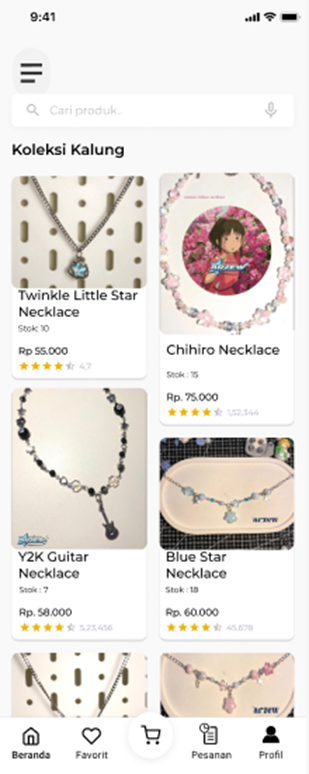 9:41
Cari produk..
Koleksi Kalung
Twinkle Little Star
Necklace
Stok: 10
Rp 55.000
4,7
Chihiro Necklace
Stok : 15
Rp. 75.000
1,52,344
Y2K Guitar
Necklace
Stok : 7
Rp. 58.000
5,23,456
Blue Star
Necklace
Stok : 18
Rp. 60.000
45,678
Beranda
Favorit
Pesanan
Profil